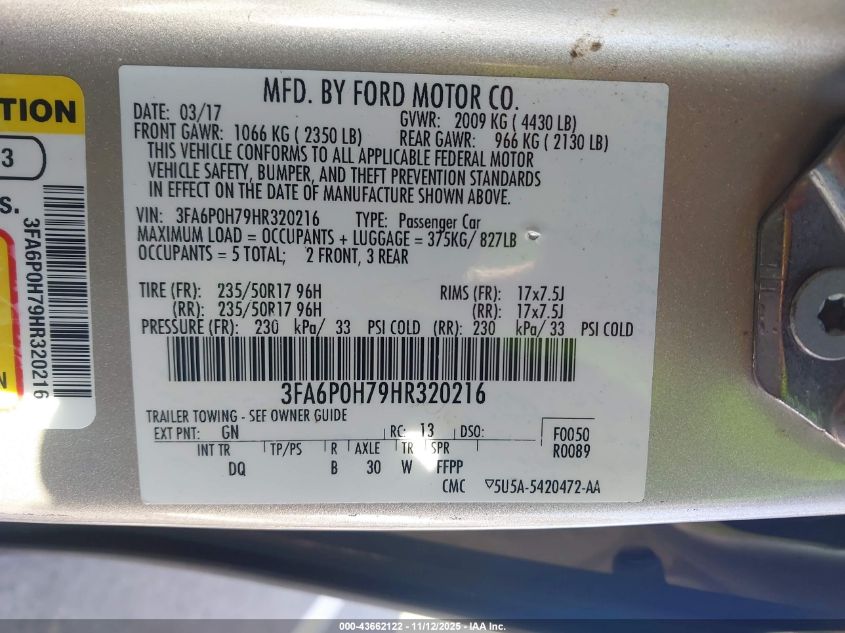 TION
3
S.
3FA6P0H79HR320216
N
MFD. BY FORD MOTOR CO.
DATE: 03/17
GVWR: 2009 KG ( 4430 LB)
FRONT GAWR: 1066 KG ( 2350 LB)
REAR GAWR: 966 KG ( 2130 LB)
THIS VEHICLE CONFORMS TO ALL APPLICABLE FEDERAL MOTOR
VEHICLE SAFETY, BUMPER, AND THEFT PREVENTION STANDARDS
IN EFFECT ON THE DATE OF MANUFACTURE SHOWN ABOVE.
VIN: 3FA6P0H79HR320216 TYPE: Passenger Car
MAXIMUM LOAD = OCCUPANTS + LUGGAGE = 375KG/ 827LB
OCCUPANTS = 5 TOTAL; 2 FRONT, 3 REAR
TIRE (FR): 235/50R17 96H RIMS (FR): 17x7.5J
(RR): 235/50R17 96H (RR): 17x7.5J
PRESSURE (FR): 230 kPa/ 33 PSI COLD (RR): 230 kPa/ 33 PSI COLD
3FA6P0H79HR320216
TRAILER TOWING - SEE OWNER GUIDE
EXT PNT: GN RC: 13 DSO: F0050
R0089
INT TR TP/PS R AXLE TR SPR
DQ B 30 W FFPP
CMC ▽5U5A-5420472-AA
000-43662122 - 11/12/2025 - IAA Inc.